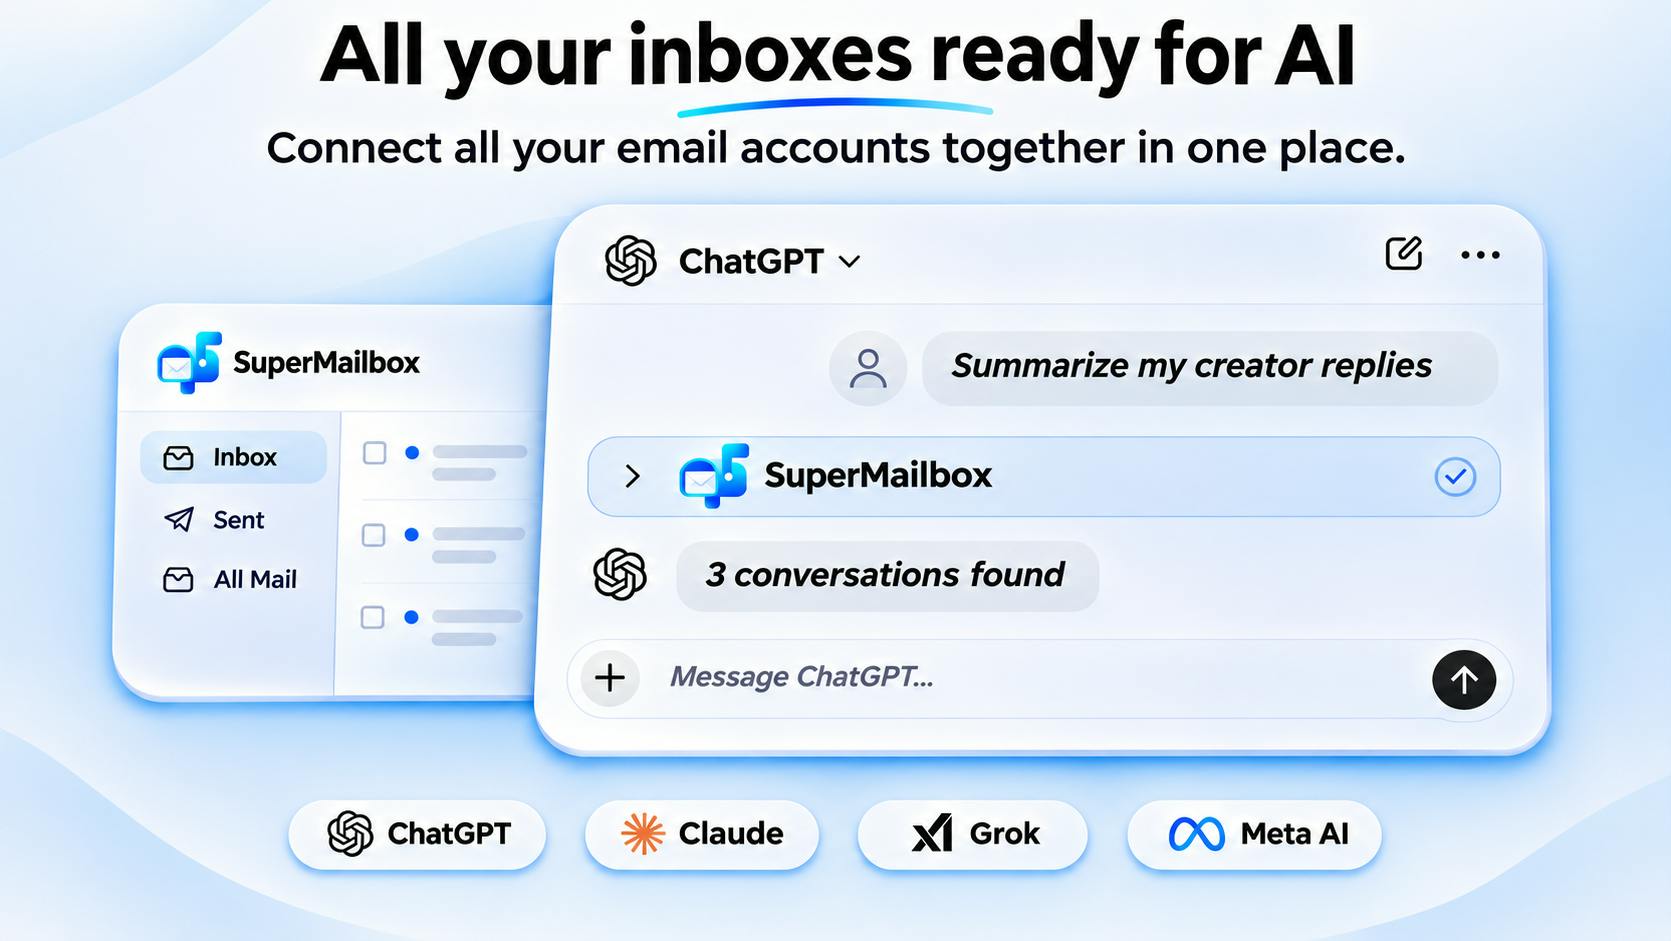 All your inboxes ready for AI
Connect all your email accounts together in one place.
ChatGPT
SuperMailbox
Inbox
Sent
All Mail
Summarize my creator replies
SuperMailbox
3 conversations found
Message ChatGPT...
ChatGPT
Claude
Grok
Meta AI